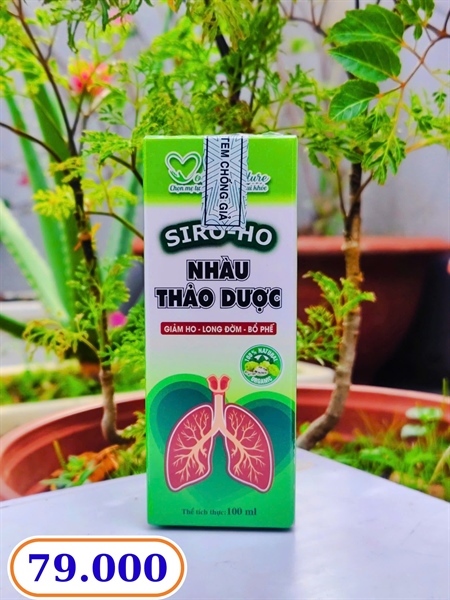 TEM CHỐNG GIẢ
SIRO-HO
NHÀU
THẢO DƯỢC
GIẢM HO - LONG ĐỜM - BỔ PHẾ
100% NATURAL
ORGANIC
Thể tích thực: 100 ml
79.000